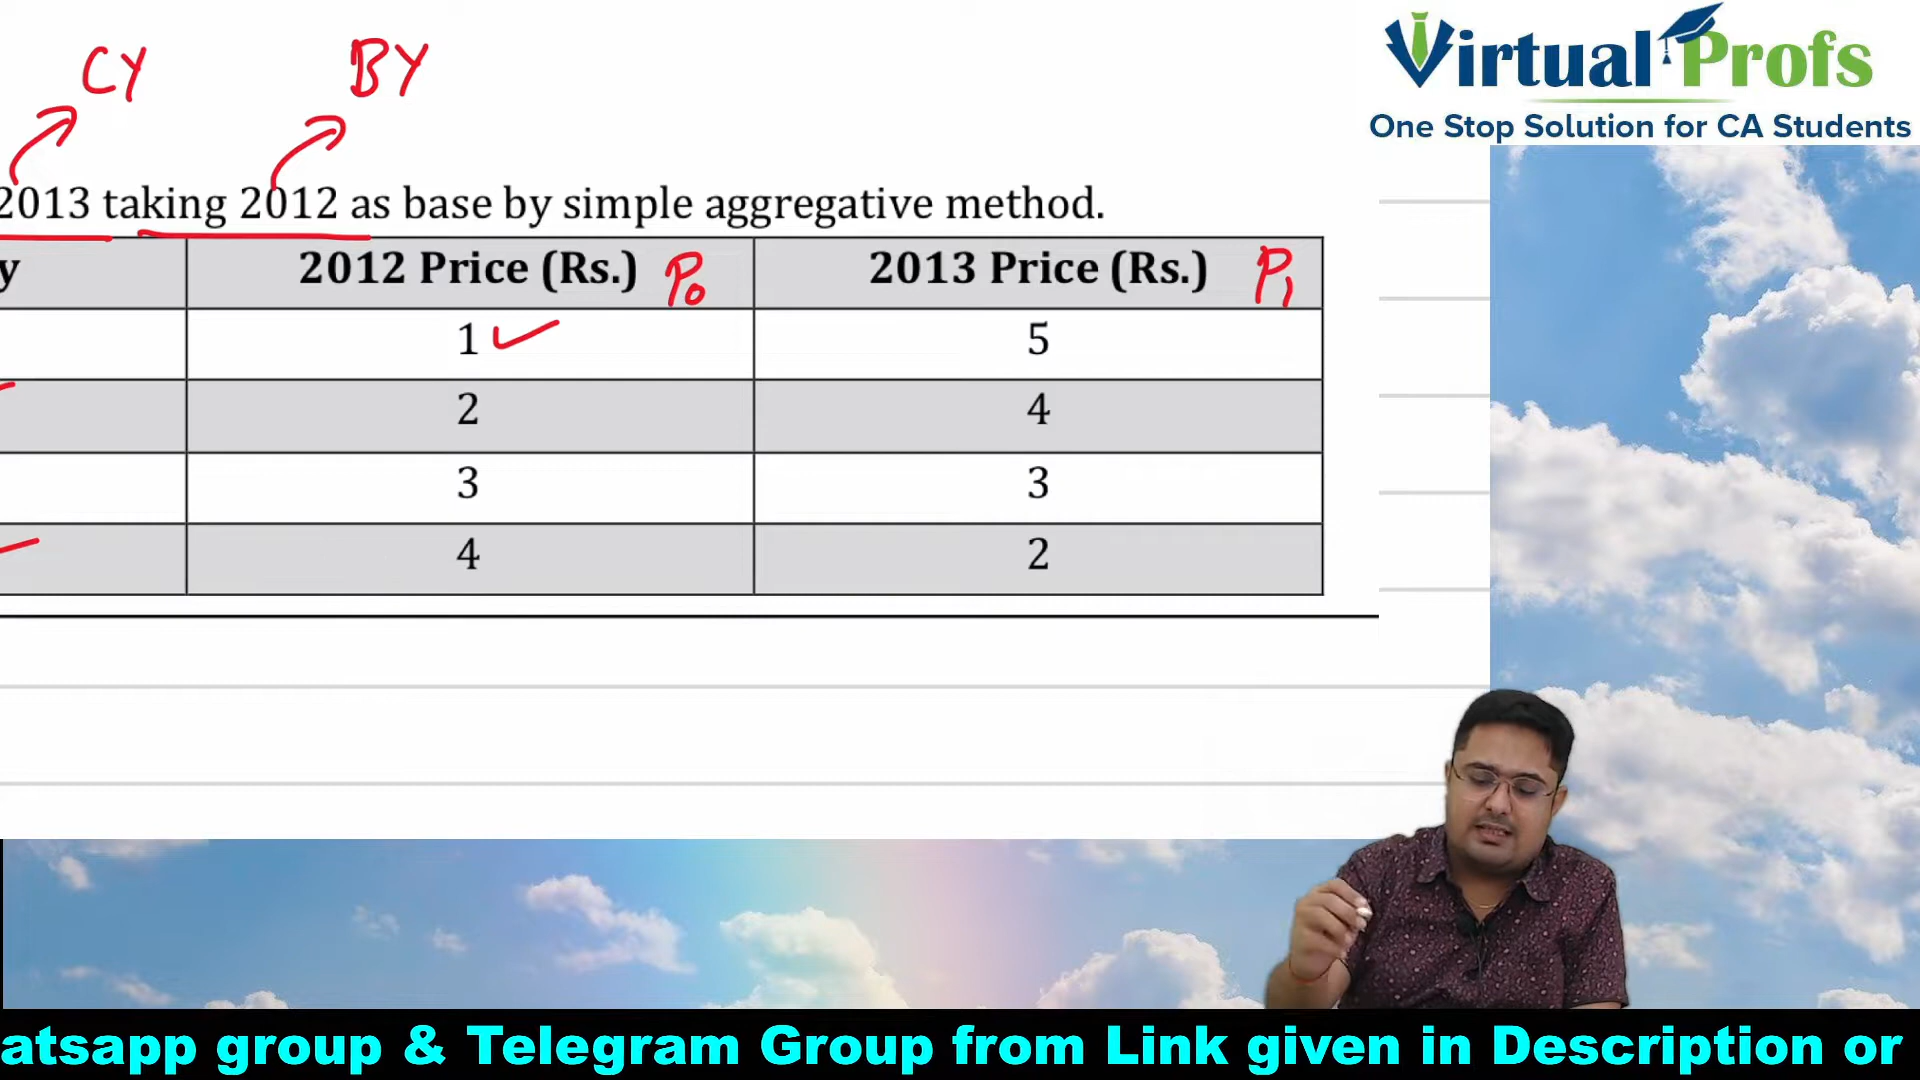 CY BY
Virtual Profs
One Stop Solution for CA Students
2013 taking 2012 as base by simple aggregative method.
y 2012 Price (Rs.) P0 2013 Price (Rs.) P1
1 5
2 4
3 3
4 2
atsapp group & Telegram Group from Link given in Description or